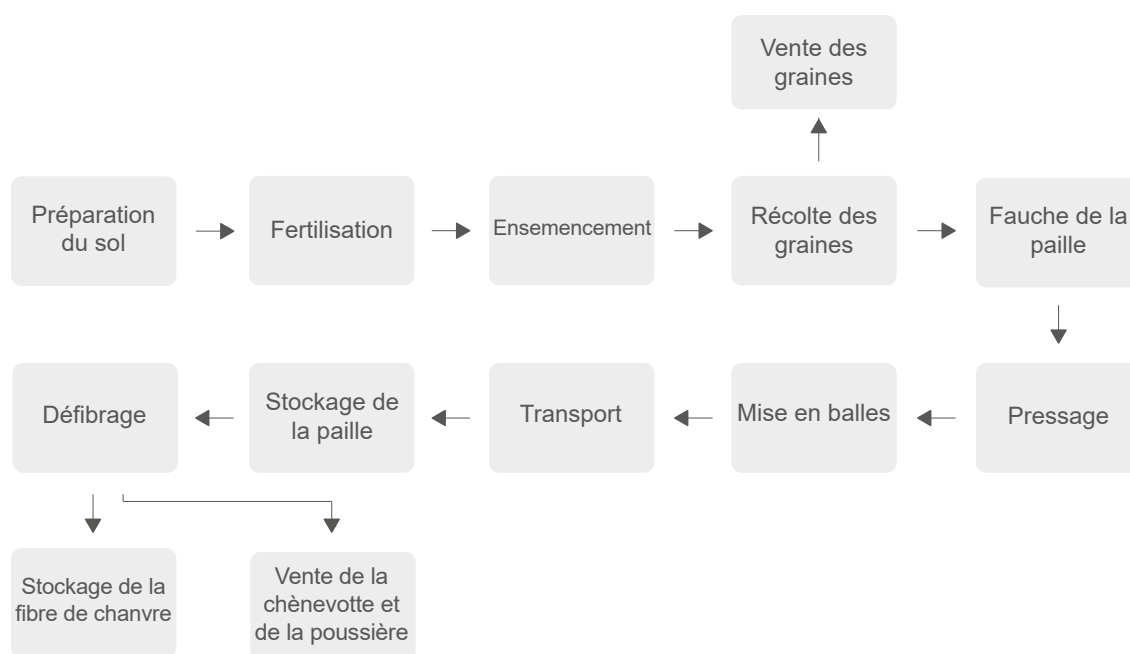 Vente des
graines
Préparation
du sol
Fertilisation
Ensemencement
Récolte des
graines
Fauche de la
paille
Défibrage
Stockage de
la paille
Transport
Mise en balles
Pressage
Stockage de la
fibre de chanvre
Vente de la
chènevotte et
de la poussière